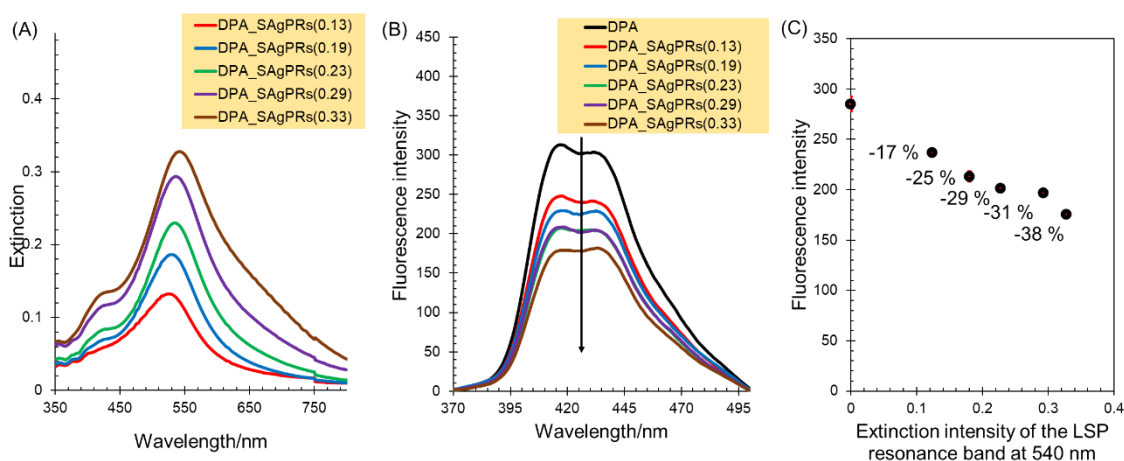 (A)
DPA_SAgPRs(0.13)
DPA_SAgPRs(0.19)
DPA_SAgPRs(0.23)
DPA_SAgPRs(0.29)
DPA_SAgPRs(0.33)
Extinction
0.4
0.3
0.2
0.1
0
350
450
550
650
750
Wavelength/nm
(B)
DPA
DPA_SAgPRs(0.13)
DPA_SAgPRs(0.19)
DPA_SAgPRs(0.23)
DPA_SAgPRs(0.29)
DPA_SAgPRs(0.33)
Fluorescence intensity
450
400
350
300
250
200
150
100
50
0
370
395
420
445
470
495
Wavelength/nm
(C)
Fluorescence intensity
350
300
250
200
150
100
50
0
-17 %
-25 %
-29 %
-31 %
-38 %
0
0.1
0.2
0.3
0.4
Extinction intensity of the LSP
resonance band at 540 nm